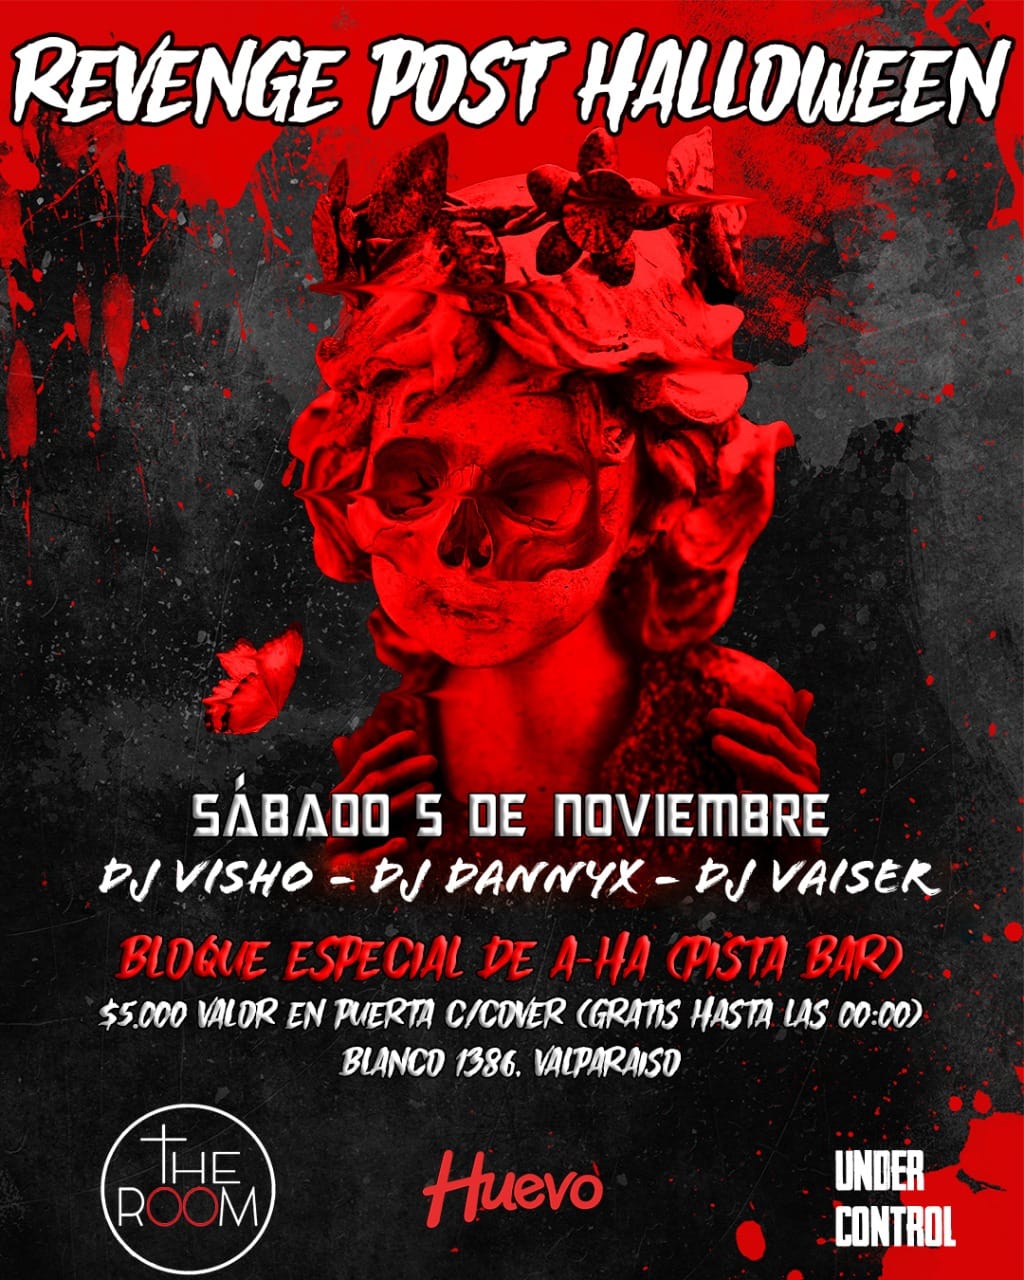 REVENGE POST HALLOWEEN
SÁBADO 5 DE NOVIEMBRE
DJ VISHO - DJ DANNYX - DJ VAISER
BLOQUE ESPECIAL DE A-HA (PISTA BAR)
$5.000 VALOR EN PUERTA C/COVER (GRATIS HASTA LAS 00:00)
BLANCO 1386, VALPARAISO
THE
ROOM
Huevo
UNDER
CONTROL